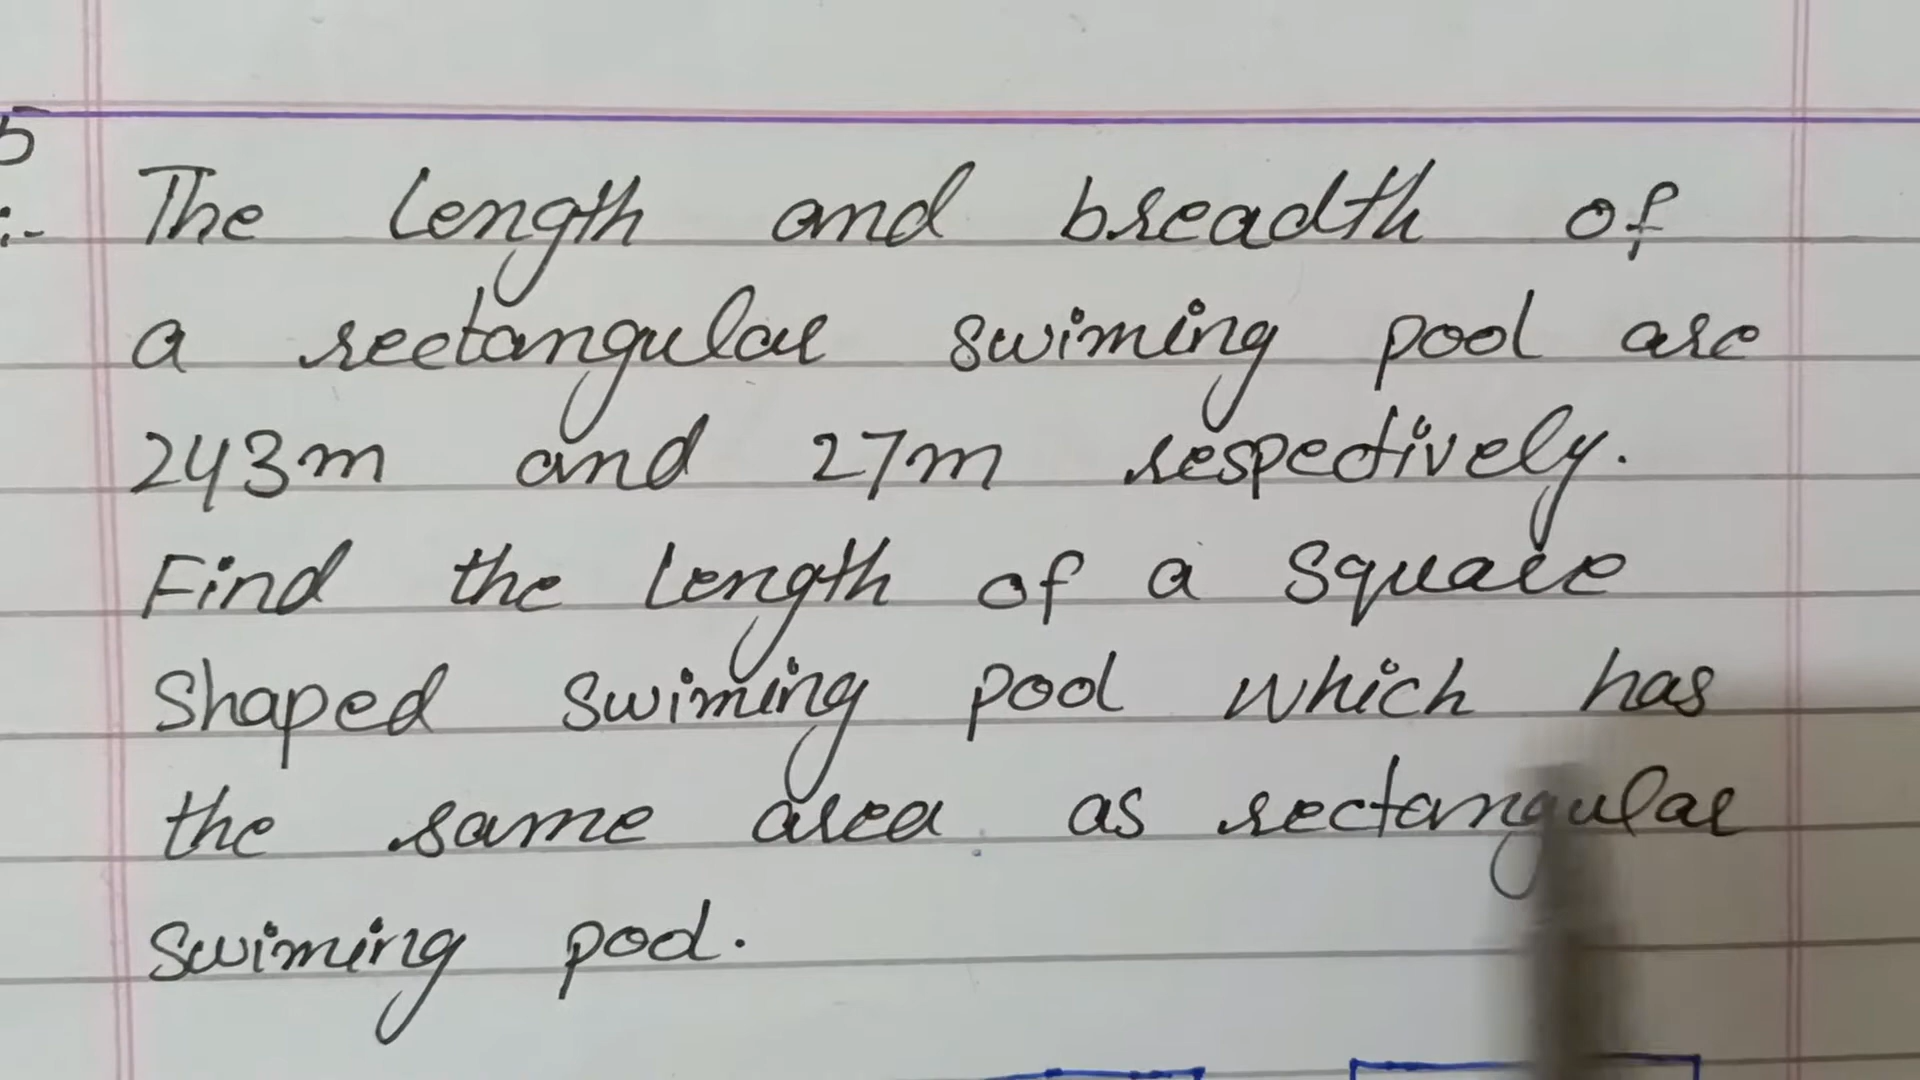 5
:- The length and breadth of
a rectangular swiming pool are
243m and 27m respectively.
Find the length of a square
shaped swiming pool which has
the same area as rectangular
swiming pool.